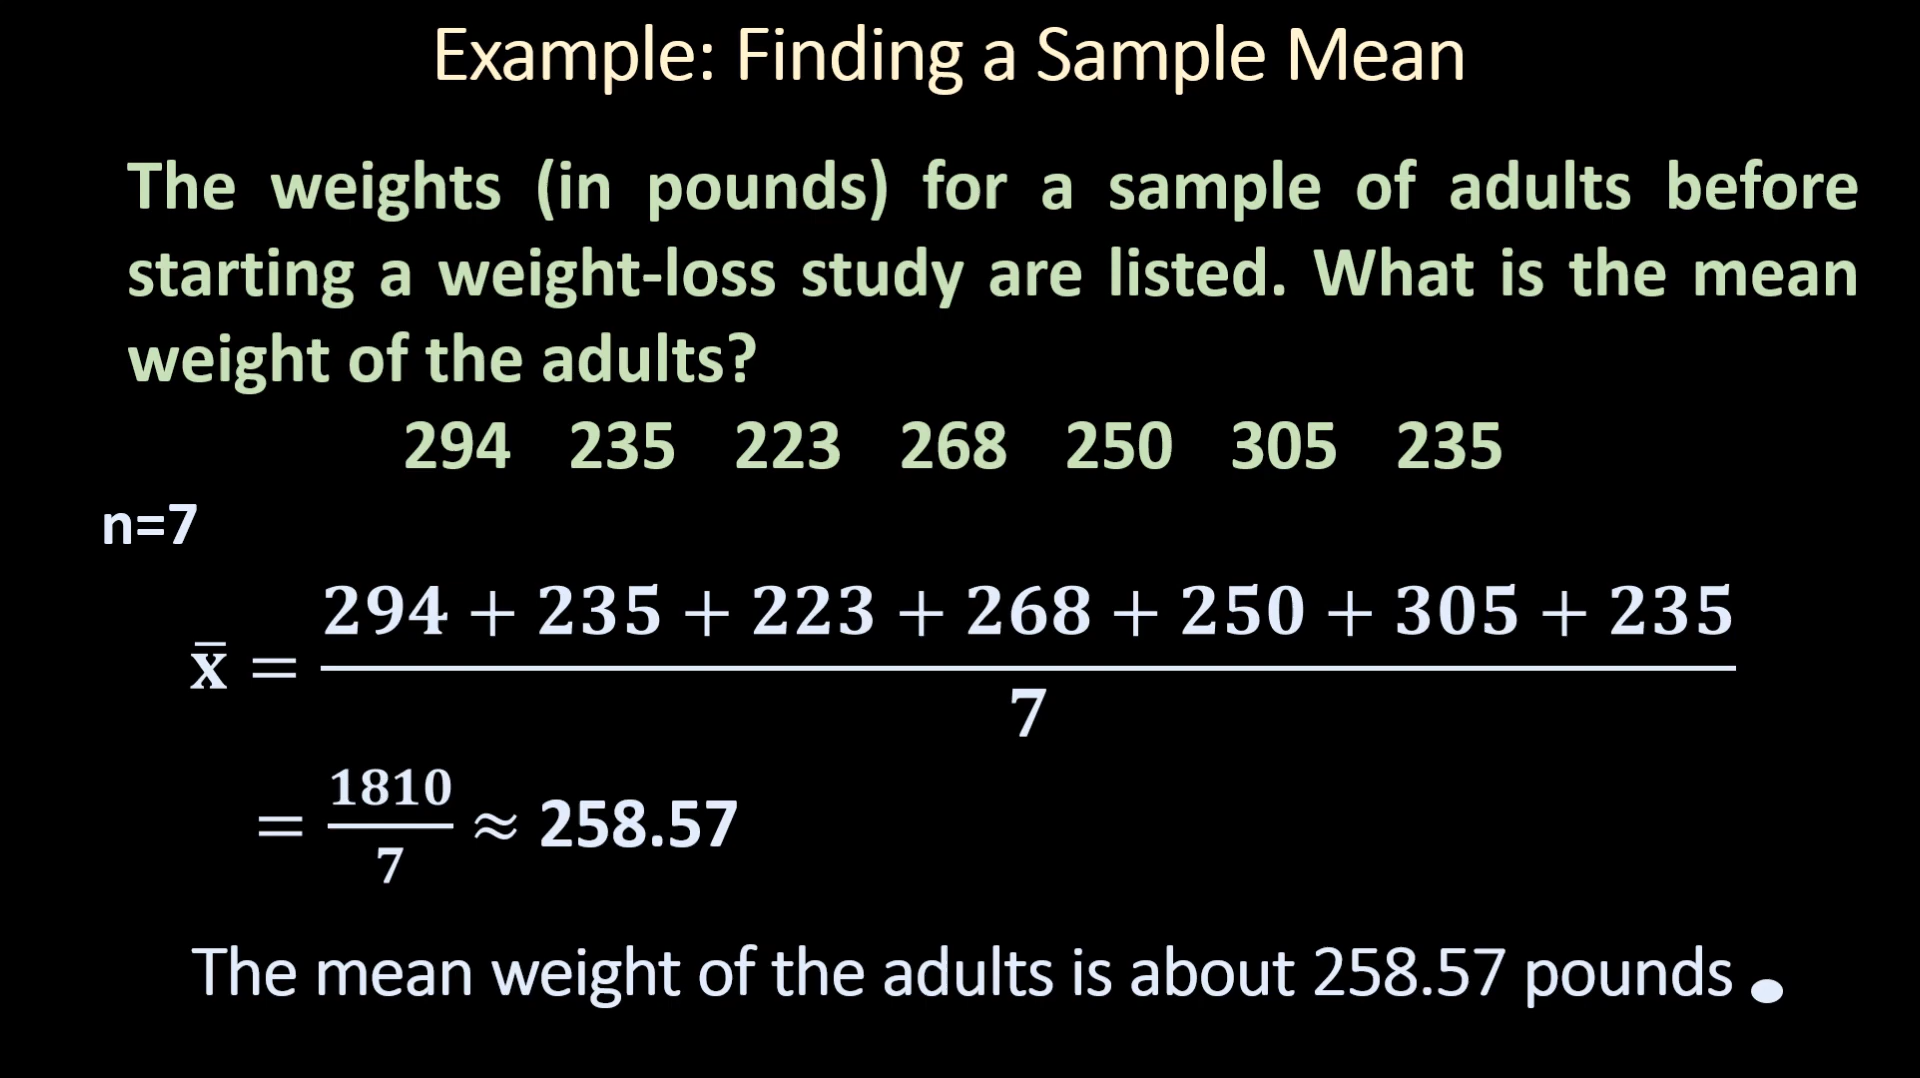 Example: Finding a Sample Mean
The weights (in pounds) for a sample of adults before
starting a weight-loss study are listed. What is the mean
weight of the adults?
294 235 223 268 250 305 235
n=7
x̄ = (294 + 235 + 223 + 268 + 250 + 305 + 235) / 7
= 1810 / 7 ≈ 258.57
The mean weight of the adults is about 258.57 pounds.